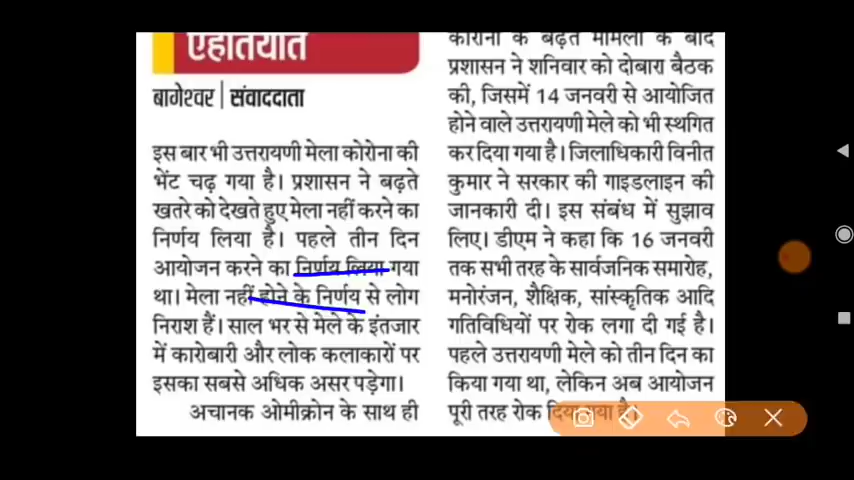 एहतियात
बागेश्वर | संवाददाता
इस बार भी उत्तरायणी मेला कोरोना की
भेंट चढ़ गया है। प्रशासन ने बढ़ते
खतरे को देखते हुए मेला नहीं करने का
निर्णय लिया है। पहले तीन दिन
आयोजन करने का निर्णय लिया गया
था। मेला नहीं होने के निर्णय से लोग
निराश हैं। साल भर से मेले के इंतजार
में कारोबारी और लोक कलाकारों पर
इसका सबसे अधिक असर पड़ेगा।
अचानक ओमीक्रोन के साथ ही
कोरोना के बढ़ते मामलों के बाद
प्रशासन ने शनिवार को दोबारा बैठक
की, जिसमें 14 जनवरी से आयोजित
होने वाले उत्तरायणी मेले को भी स्थगित
कर दिया गया है। जिलाधिकारी विनीत
कुमार ने सरकार की गाइडलाइन की
जानकारी दी। इस संबंध में सुझाव
लिए। डीएम ने कहा कि 16 जनवरी
तक सभी तरह के सार्वजनिक समारोह,
मनोरंजन, शैक्षिक, सांस्कृतिक आदि
गतिविधियों पर रोक लगा दी गई है।
पहले उत्तरायणी मेले को तीन दिन का
किया गया था, लेकिन अब आयोजन
पूरी तरह रोक दिया गया है।